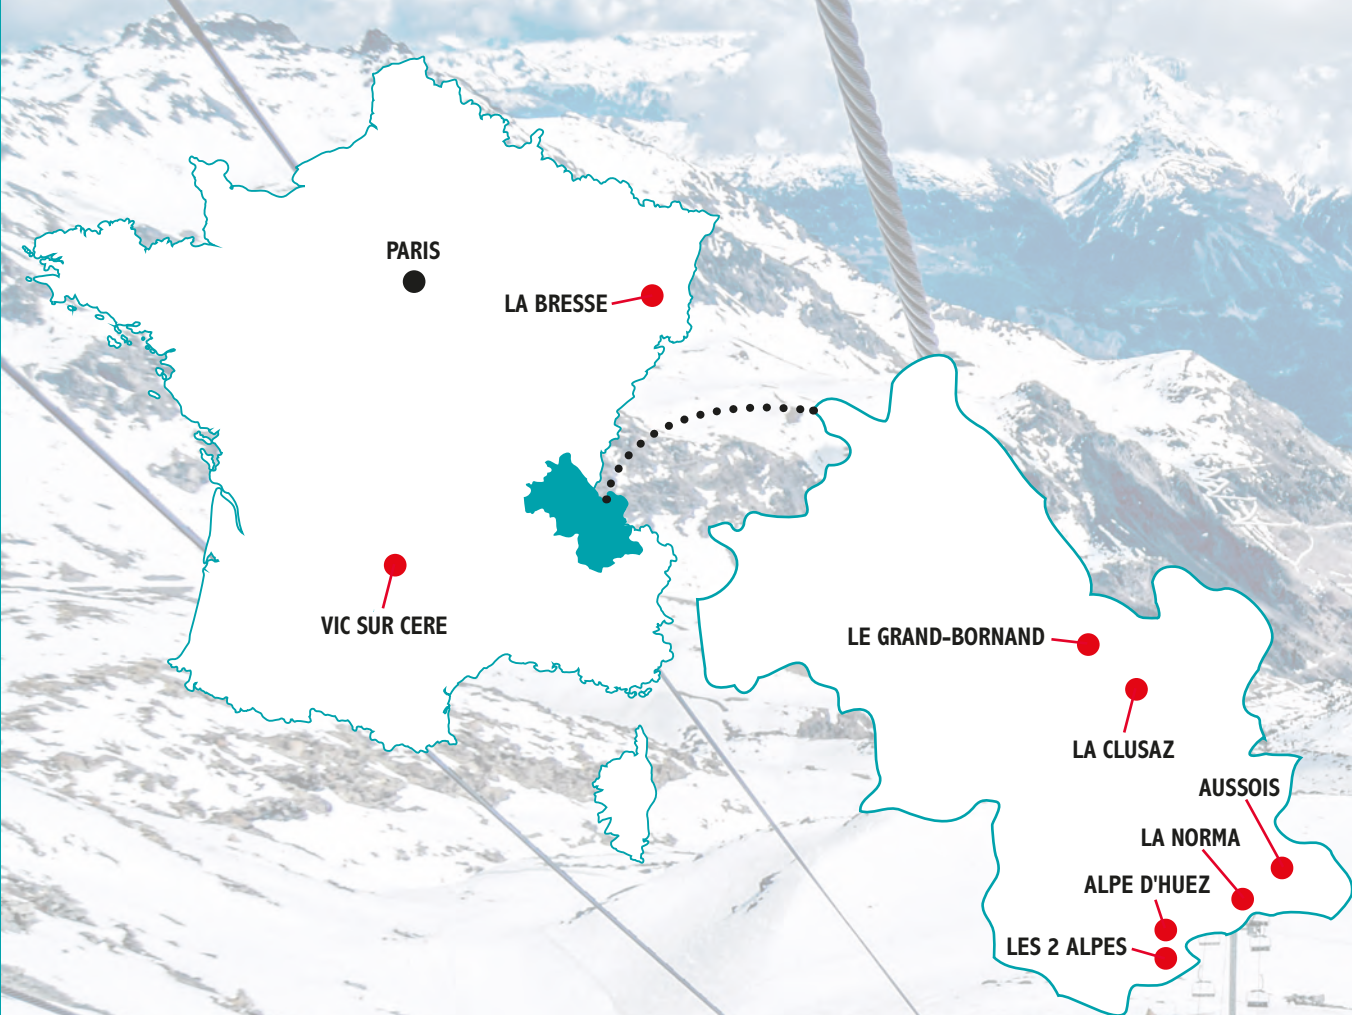 PARIS
LA BRESSE
VIC SUR CERE
LE GRAND-BORNAND
LA CLUSAZ
AUSSOIS
LA NORMA
ALPE D'HUEZ
LES 2 ALPES